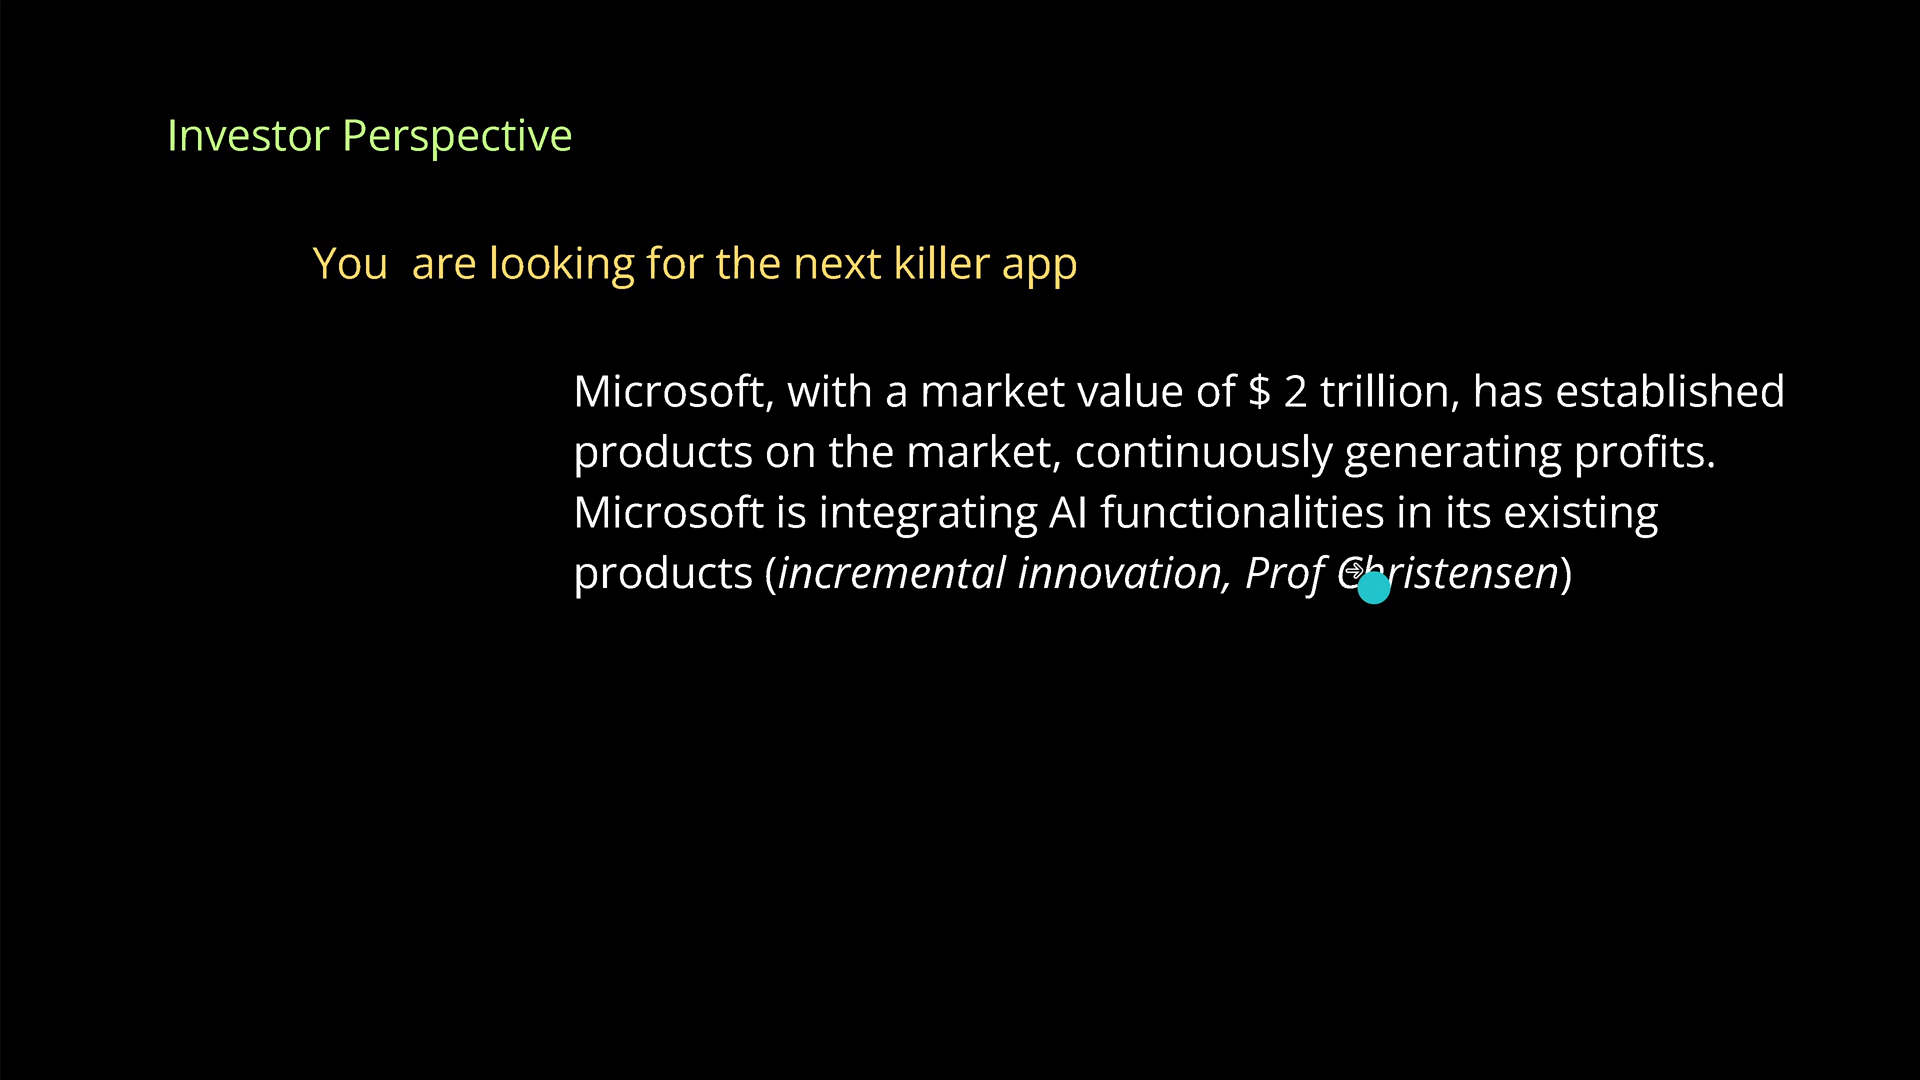 Investor Perspective
You  are looking for the next killer app
Microsoft, with a market value of $ 2 trillion, has established
products on the market, continuously generating profits.
Microsoft is integrating AI functionalities in its existing
products (incremental innovation, Prof Christensen)